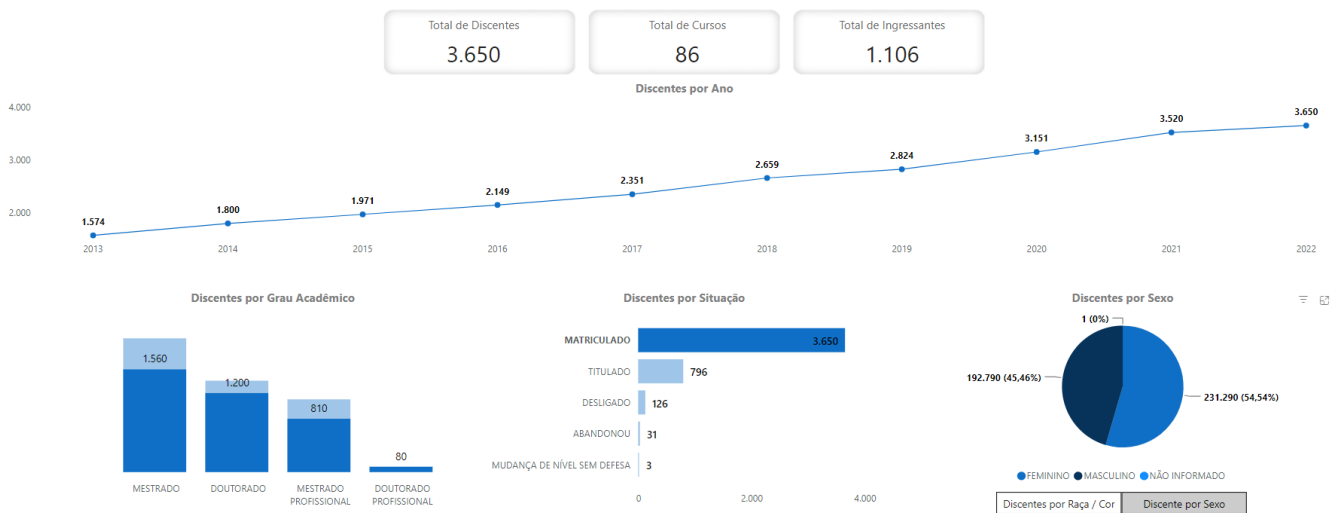 Total de Discentes
3.650
Total de Cursos
86
Total de Ingressantes
1.106
Discentes por Ano
4.000
3.000
2.000
1.574
1.800
1.971
2.149
2.351
2.659
2.824
3.151
3.520
3.650
2013
2014
2015
2016
2017
2018
2019
2020
2021
2022
Discentes por Grau Acadêmico
1.560
1.200
810
80
MESTRADO
DOUTORADO
MESTRADO
PROFISSIONAL
DOUTORADO
PROFISSIONAL
Discentes por Situação
MATRICULADO
3.650
TITULADO
796
DESLIGADO
126
ABANDONOU
31
MUDANÇA DE NÍVEL SEM DEFESA
3
0
2.000
4.000
Discentes por Sexo
1 (0%)
192.790 (45,46%)
231.290 (54,54%)
FEMININO
MASCULINO
NÃO INFORMADO
Discentes por Raça / Cor
Discente por Sexo